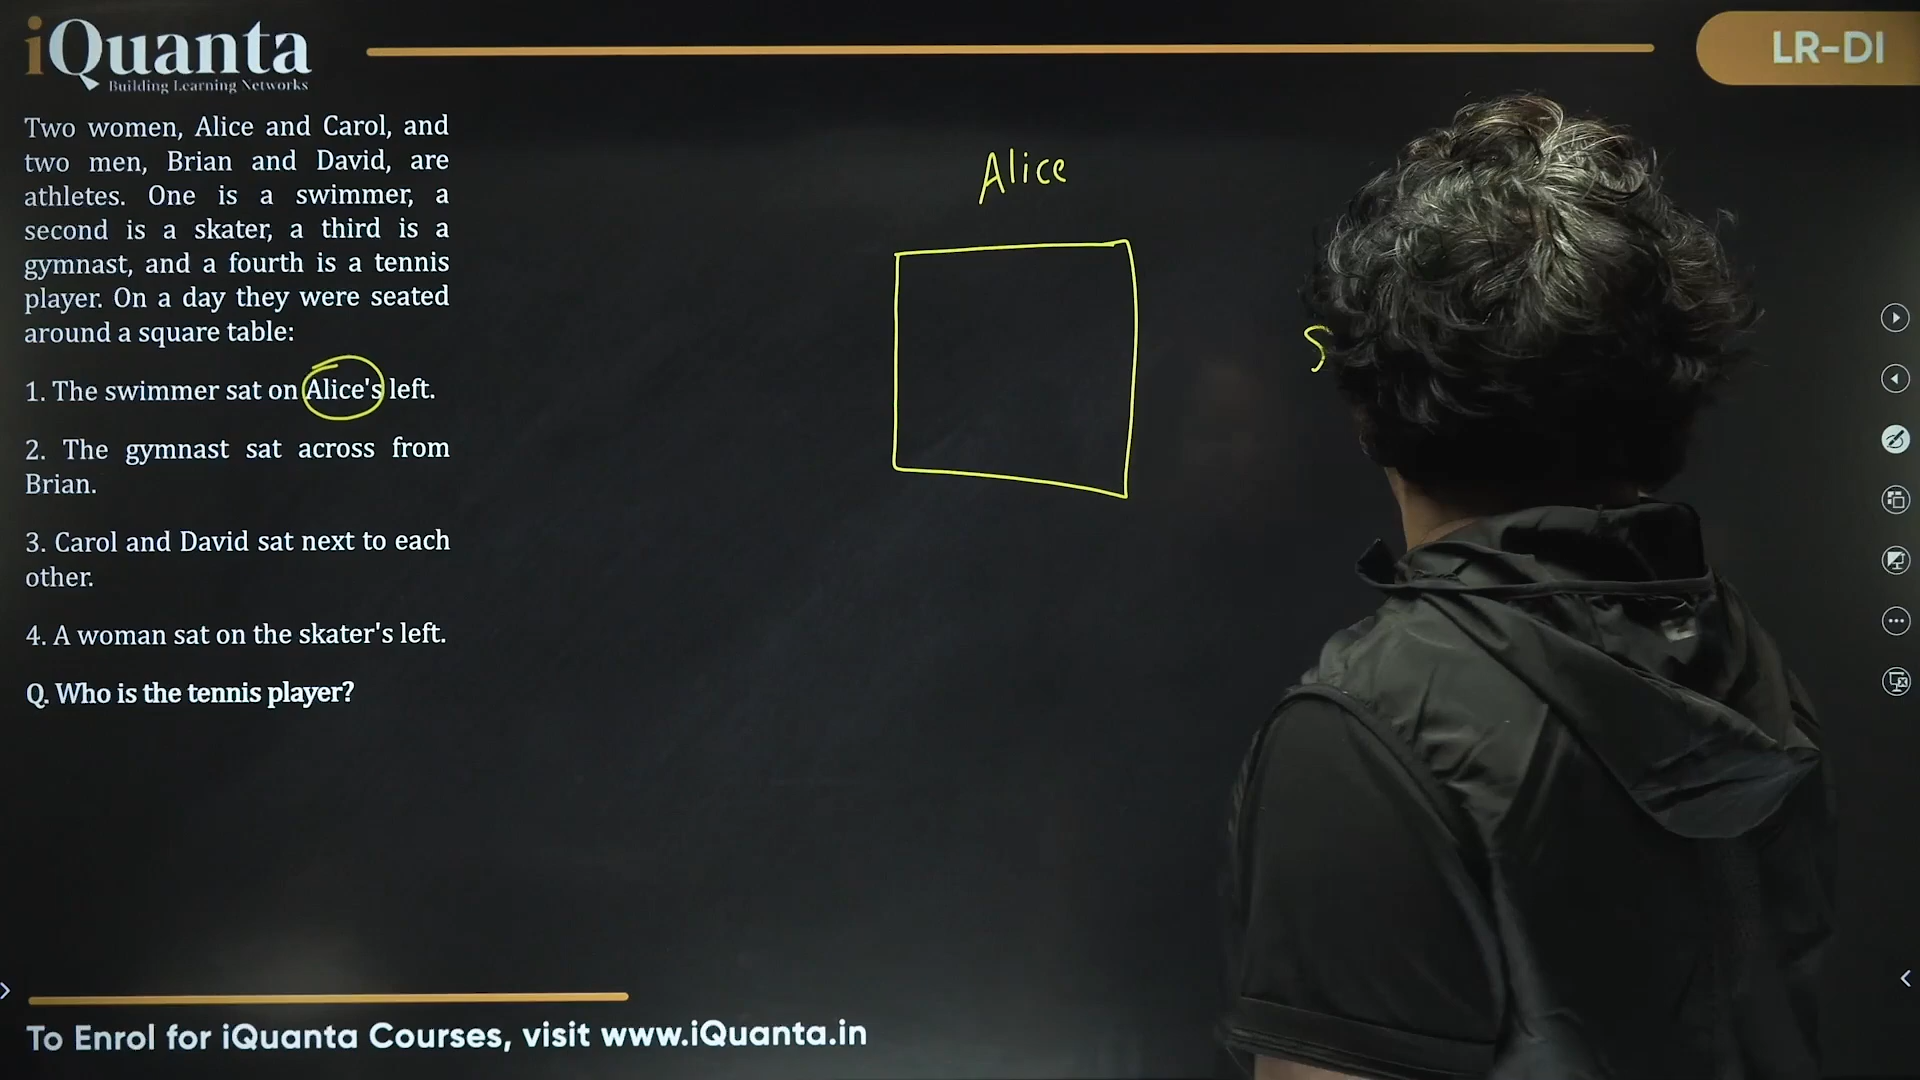 iQuanta
Building Learning Networks
LR-DI
Two women, Alice and Carol, and
two men, Brian and David, are
athletes. One is a swimmer, a
second is a skater, a third is a
gymnast, and a fourth is a tennis
player. On a day they were seated
around a square table:
1. The swimmer sat on Alice's left.
2. The gymnast sat across from
Brian.
3. Carol and David sat next to each
other.
4. A woman sat on the skater's left.
Q. Who is the tennis player?
Alice
S
To Enrol for iQuanta Courses, visit www.iQuanta.in